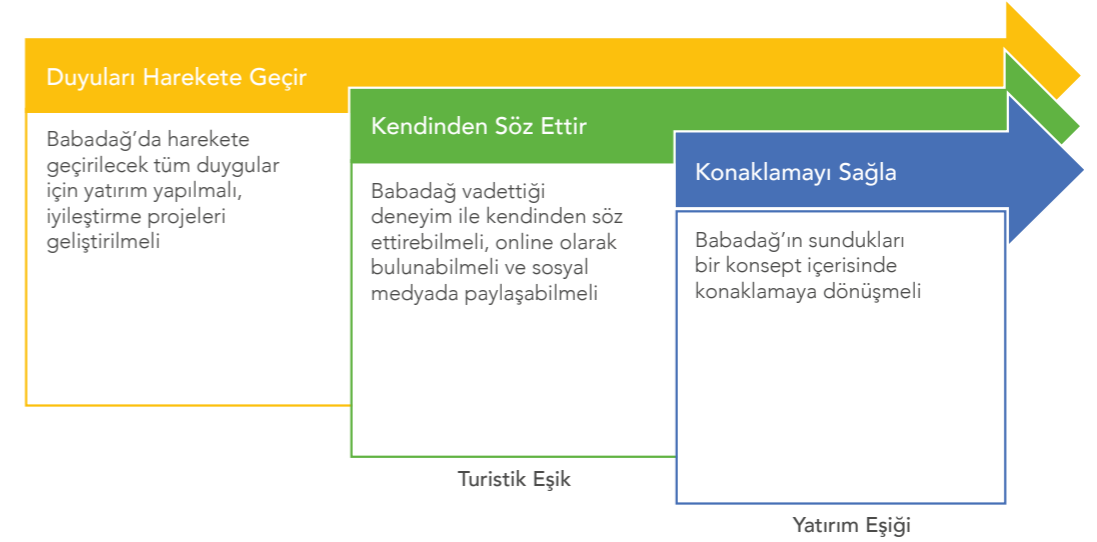 Duyuları Harekete Geçir
Babadağ’da harekete
geçirilecek tüm duygular
için yatırım yapılmalı,
iyileştirme projeleri
geliştirilmeli
Kendinden Söz Ettir
Babadağ vadettiği
deneyim ile kendinden söz
ettirebilmeli, online olarak
bulunabilmeli ve sosyal
medyada paylaşabilmeli
Turistik Eşik
Konaklamayı Sağla
Babadağ’ın sundukları
bir konsept içerisinde
konaklamaya dönüşmeli
Yatırım Eşiği